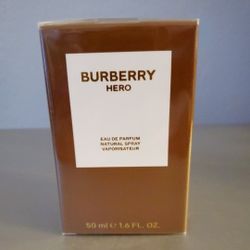 BURBERRY
HERO
EAU DE PARFUM
NATURAL SPRAY
VAPORISATEUR
50 ml ℮ 1.6 FL. OZ.